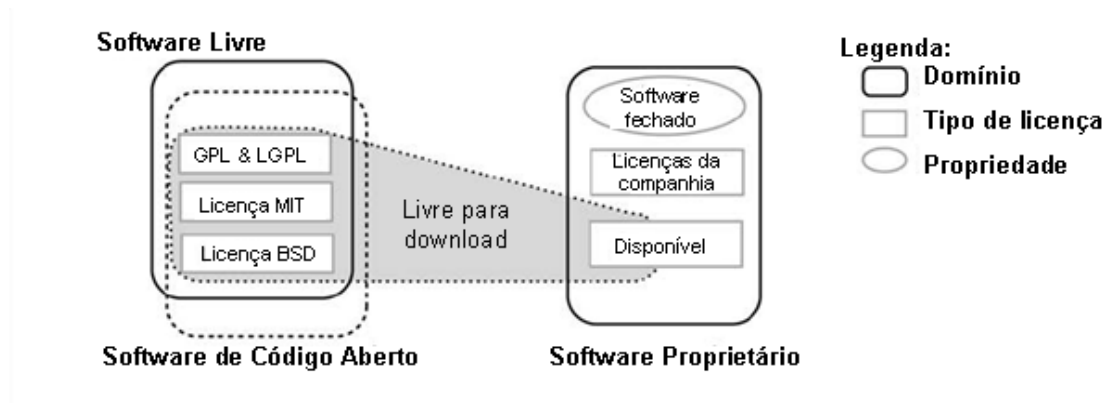 Software Livre
GPL & LGPL
Licença MIT
Licença BSD
Software de Código Aberto
Livre para
download
Software
fechado
Licenças da
companhia
Disponível
Software Proprietário
Legenda:
Domínio
Tipo de licença
Propriedade